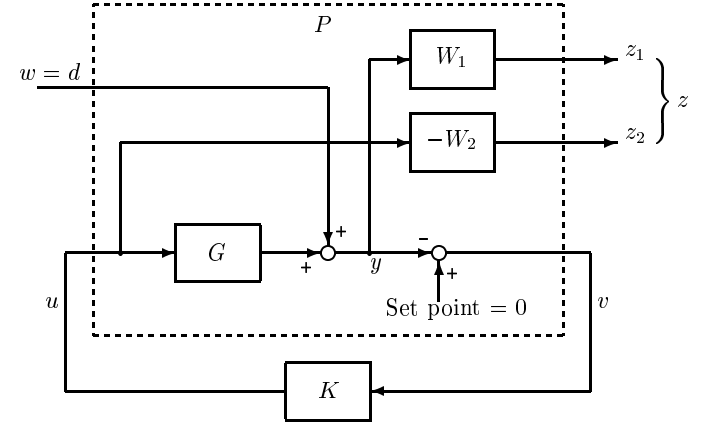 P
w = d
W₁
z₁
z
−W₂
z₂
+
G
+
y
-
+
Set point = 0
u
v
K